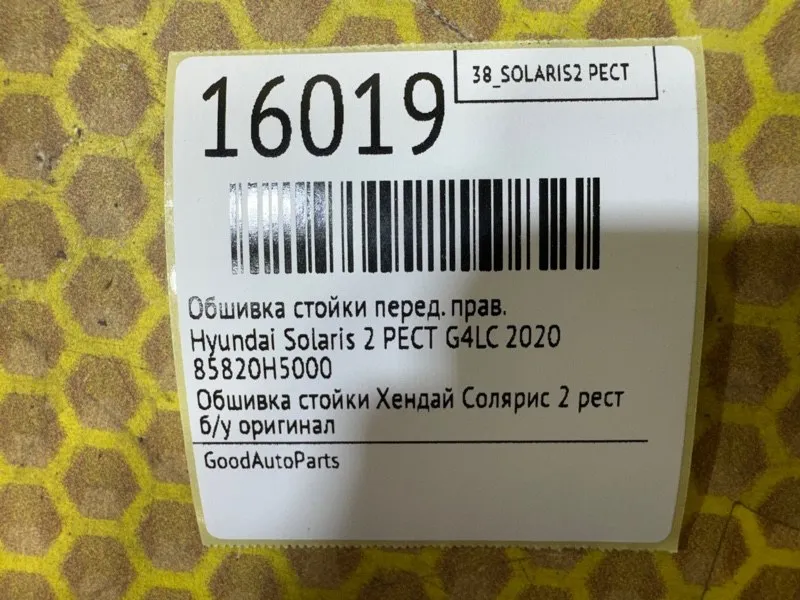 38_SOLARIS2 РЕСТ
16019
Обшивка стойки перед. прав.
Hyundai Solaris 2 РЕСТ G4LC 2020
85820H5000
Обшивка стойки Хендай Солярис 2 рест
б/у оригинал
GoodAutoParts